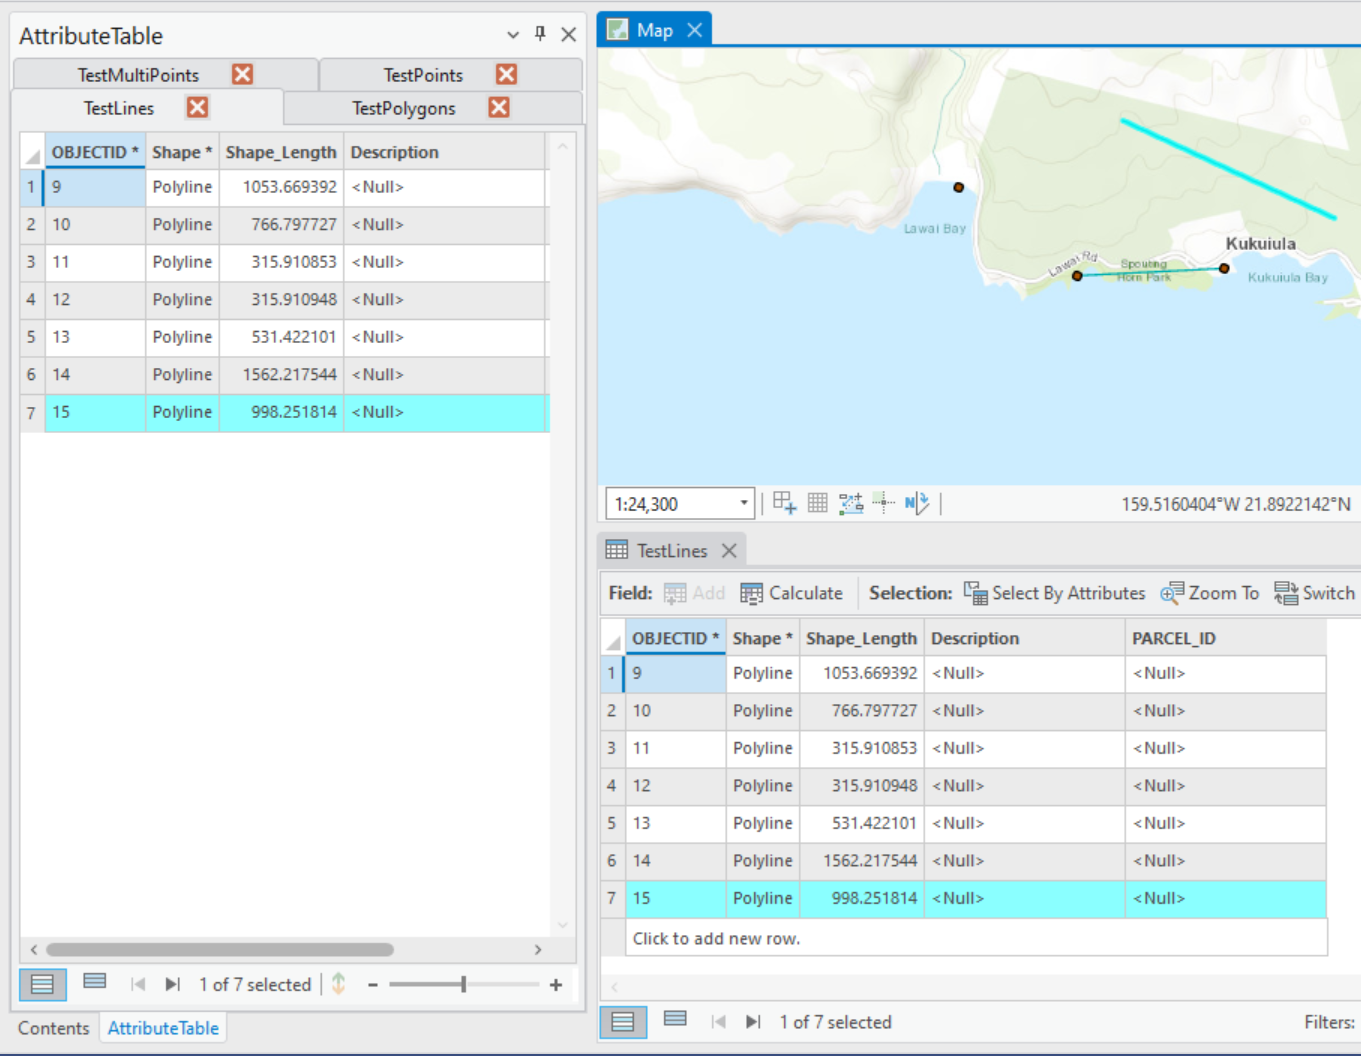 AttributeTable
TestMultiPoints
TestPoints
TestLines
TestPolygons
OBJECTID * Shape * Shape_Length Description
1 9 Polyline 1053.669392 <Null>
2 10 Polyline 766.797727 <Null>
3 11 Polyline 315.910853 <Null>
4 12 Polyline 315.910948 <Null>
5 13 Polyline 531.422101 <Null>
6 14 Polyline 1562.217544 <Null>
7 15 Polyline 998.251814 <Null>
1 of 7 selected
Contents AttributeTable
Map
Lawai Bay
Lawai Rd
Spouting
Horn Park
Kukuiula
Kukuiula Bay
1:24,300
159.5160404°W 21.8922142°N
TestLines
Field: Add Calculate Selection: Select By Attributes Zoom To Switch
OBJECTID * Shape * Shape_Length Description PARCEL_ID
1 9 Polyline 1053.669392 <Null> <Null>
2 10 Polyline 766.797727 <Null> <Null>
3 11 Polyline 315.910853 <Null> <Null>
4 12 Polyline 315.910948 <Null> <Null>
5 13 Polyline 531.422101 <Null> <Null>
6 14 Polyline 1562.217544 <Null> <Null>
7 15 Polyline 998.251814 <Null> <Null>
Click to add new row.
1 of 7 selected
Filters: